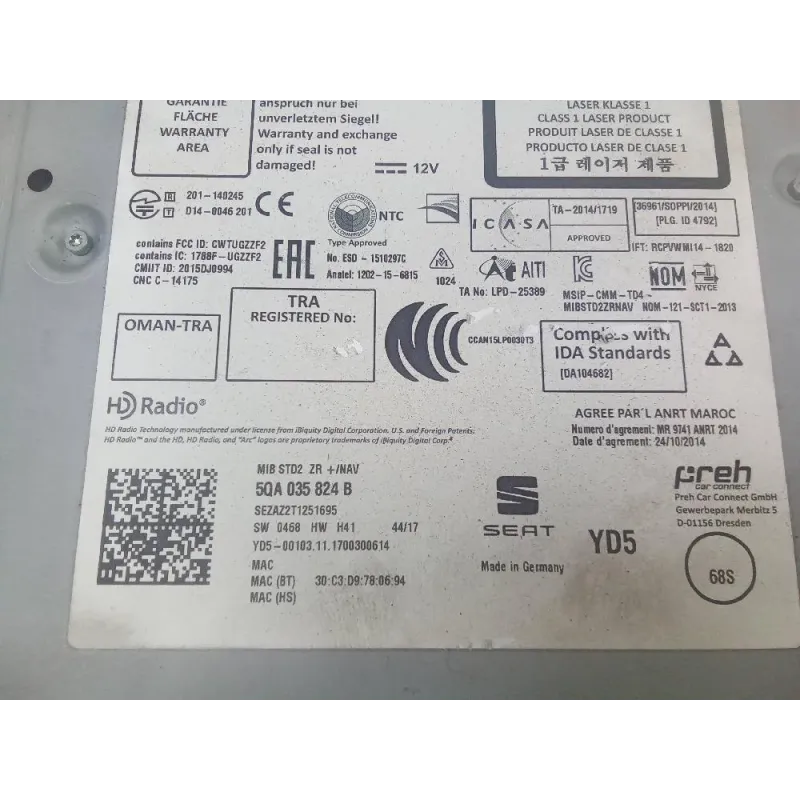 GARANTIE
FLÄCHE
WARRANTY
AREA
anspruch nur bei
unverletztem Siegel!
Warranty and exchange
only if seal is not
damaged!
12V
LASER KLASSE 1
CLASS 1 LASER PRODUCT
PRODUIT LASER DE CLASSE 1
PRODUCTO LASER DE CLASE 1
1급 레이저 제품
R 201-140245
T D14-0046 201
CE
NTC
Type Approved
No. ESD - 1510297C
Anatel: 1202-15-6815
ICASA
TA-2014/1719
APPROVED
[36961/SDPPI/2014]
[PLG. ID 4792]
IFT: RCPVWMI14-1820
contains FCC ID: CWTUGZZF2
contains IC: 1788F-UGZZF2
CMIIT ID: 2015DJ0994
CNC C-14175
EAC
1024
AITI
TA No: LPD-25389
MSIP-CMM-TD4-
MIBSTD2ZRNAV
NOM
NYCE
NOM-121-SCT1-2013
OMAN-TRA
TRA
REGISTERED No:
CCAN15LP0030T3
Complies with
IDA Standards
[DA104682]
HD Radio®
HD Radio Technology manufactured under license from iBiquity Digital Corporation. U.S. and Foreign Patents.
HD Radio™ and the HD, HD Radio, and "Arc" logos are proprietary trademarks of iBiquity Digital Corp.
AGREE PAR L ANRT MAROC
Numero d'agrement: MR 9741 ANRT 2014
Date d'agrement: 24/10/2014
MIB STD2 ZR +/NAV
5QA 035 824 B
SEZAZ2T1251695
SW 0468 HW H41 44/17
YD5-00103.11.1700300614
MAC
MAC (BT) 30:C3:D9:78:06:94
MAC (HS)
SEAT
Made in Germany
YD5
preh
car connect
Preh Car Connect GmbH
Gewerbepark Merbitz 5
D-01156 Dresden
68S